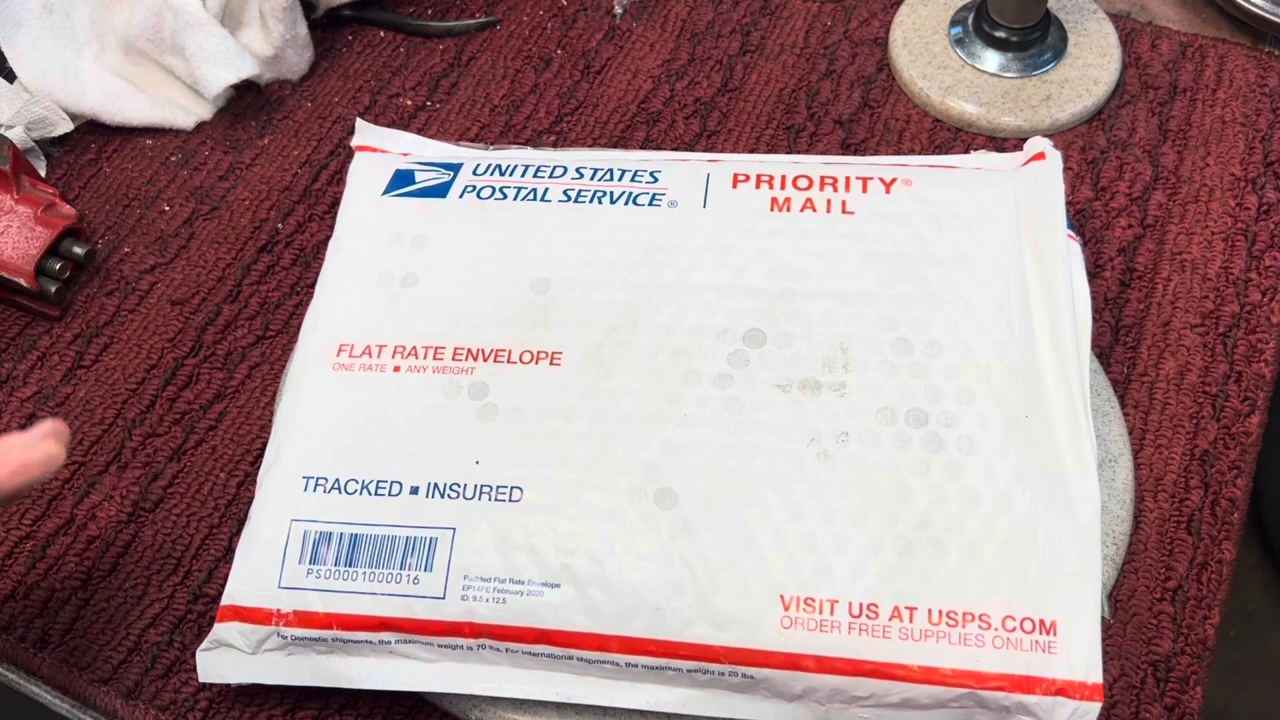 UNITED STATES
POSTAL SERVICE®
PRIORITY®
MAIL
FLAT RATE ENVELOPE
ONE RATE ■ ANY WEIGHT
TRACKED ■ INSURED
PS00001000016
Padded Flat Rate Envelope
EP14PE February 2020
ID: 9.5 x 12.5
VISIT US AT USPS.COM
ORDER FREE SUPPLIES ONLINE
For Domestic shipments, the maximum weight is 70 lbs. For international shipments, the maximum weight is 20 lbs.